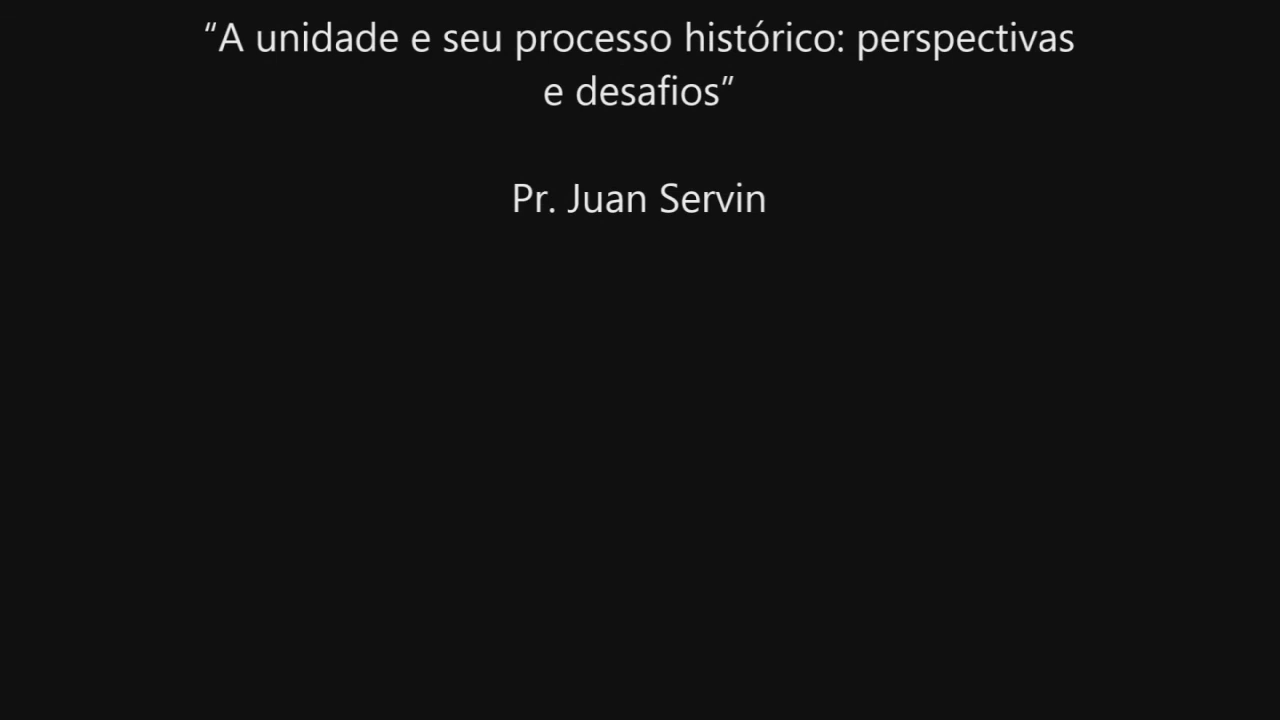 “A unidade e seu processo histórico: perspectivas
e desafios”
Pr. Juan Servin